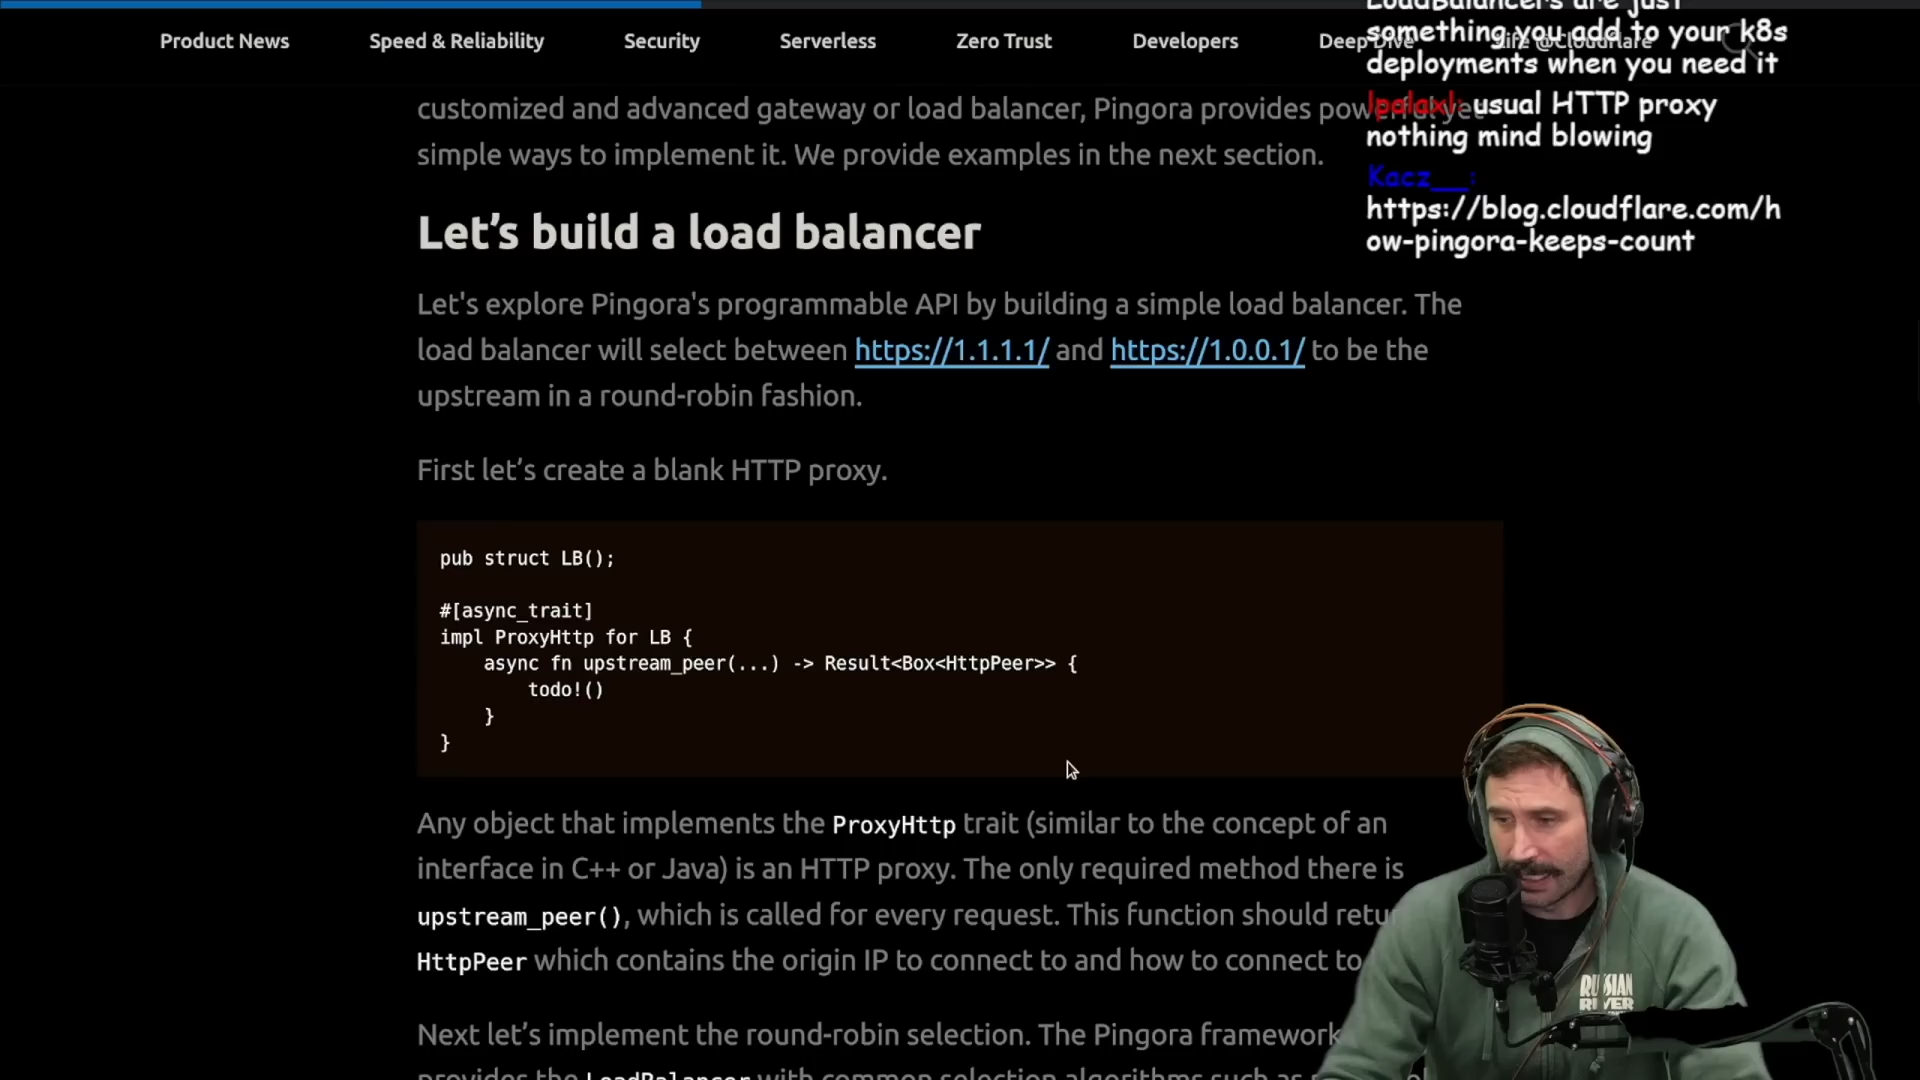 Product News Speed & Reliability Security Serverless Zero Trust Developers Deep Dive Life @Cloudflare
LoadBalancers are just
something you add to your k8s
deployments when you need it
lpalaxl: usual HTTP proxy
nothing mind blowing
Kacz__:
https://blog.cloudflare.com/h
ow-pingora-keeps-count
customized and advanced gateway or load balancer, Pingora provides powerful yet
simple ways to implement it. We provide examples in the next section.
Let’s build a load balancer
Let's explore Pingora's programmable API by building a simple load balancer. The
load balancer will select between https://1.1.1.1/ and https://1.0.0.1/ to be the
upstream in a round-robin fashion.
First let’s create a blank HTTP proxy.
pub struct LB();
#[async_trait]
impl ProxyHttp for LB {
async fn upstream_peer(...) -> Result<Box<HttpPeer>> {
todo!()
}
}
Any object that implements the ProxyHttp trait (similar to the concept of an
interface in C++ or Java) is an HTTP proxy. The only required method there is
upstream_peer(), which is called for every request. This function should retu
HttpPeer which contains the origin IP to connect to and how to connect to
Next let’s implement the round-robin selection. The Pingora framework
provides the LoadBalancer with common selection algorithms such as
RUSSIAN
RIVER